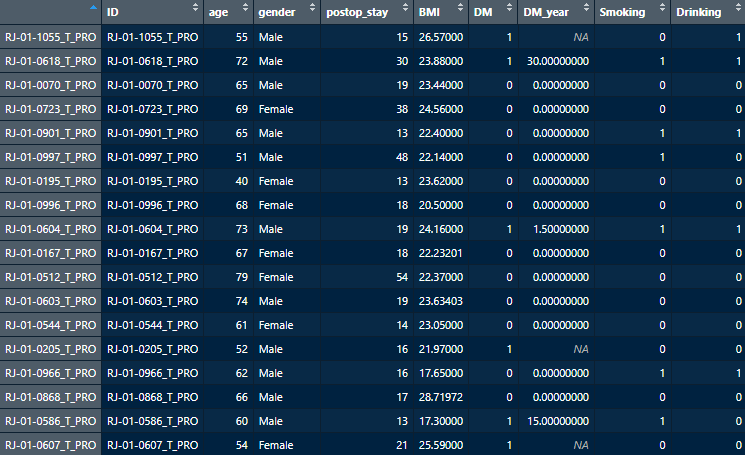 ID age gender postop_stay BMI DM DM_year Smoking Drinking
RJ-01-1055_T_PRO RJ-01-1055_T_PRO 55 Male 15 26.57000 1 NA 0 1
RJ-01-0618_T_PRO RJ-01-0618_T_PRO 72 Male 30 23.88000 1 30.00000000 1 1
RJ-01-0070_T_PRO RJ-01-0070_T_PRO 65 Male 19 23.44000 0 0.00000000 0 0
RJ-01-0723_T_PRO RJ-01-0723_T_PRO 69 Female 38 24.56000 0 0.00000000 0 0
RJ-01-0901_T_PRO RJ-01-0901_T_PRO 65 Male 13 22.40000 0 0.00000000 1 1
RJ-01-0997_T_PRO RJ-01-0997_T_PRO 51 Male 48 22.14000 0 0.00000000 1 0
RJ-01-0195_T_PRO RJ-01-0195_T_PRO 40 Female 13 23.62000 0 0.00000000 0 0
RJ-01-0996_T_PRO RJ-01-0996_T_PRO 68 Female 18 20.50000 0 0.00000000 0 0
RJ-01-0604_T_PRO RJ-01-0604_T_PRO 73 Male 19 24.16000 1 1.50000000 1 1
RJ-01-0167_T_PRO RJ-01-0167_T_PRO 67 Female 18 22.23201 0 0.00000000 0 0
RJ-01-0512_T_PRO RJ-01-0512_T_PRO 79 Female 54 22.37000 0 0.00000000 0 0
RJ-01-0603_T_PRO RJ-01-0603_T_PRO 74 Male 19 23.63403 0 0.00000000 0 0
RJ-01-0544_T_PRO RJ-01-0544_T_PRO 61 Female 14 23.05000 0 0.00000000 0 0
RJ-01-0205_T_PRO RJ-01-0205_T_PRO 52 Male 16 21.97000 1 NA 0 0
RJ-01-0966_T_PRO RJ-01-0966_T_PRO 62 Male 16 17.65000 0 0.00000000 1 1
RJ-01-0868_T_PRO RJ-01-0868_T_PRO 66 Male 17 28.71972 0 0.00000000 0 0
RJ-01-0586_T_PRO RJ-01-0586_T_PRO 60 Male 13 17.30000 1 15.00000000 1 0
RJ-01-0607_T_PRO RJ-01-0607_T_PRO 54 Female 21 25.59000 1 NA 0 0